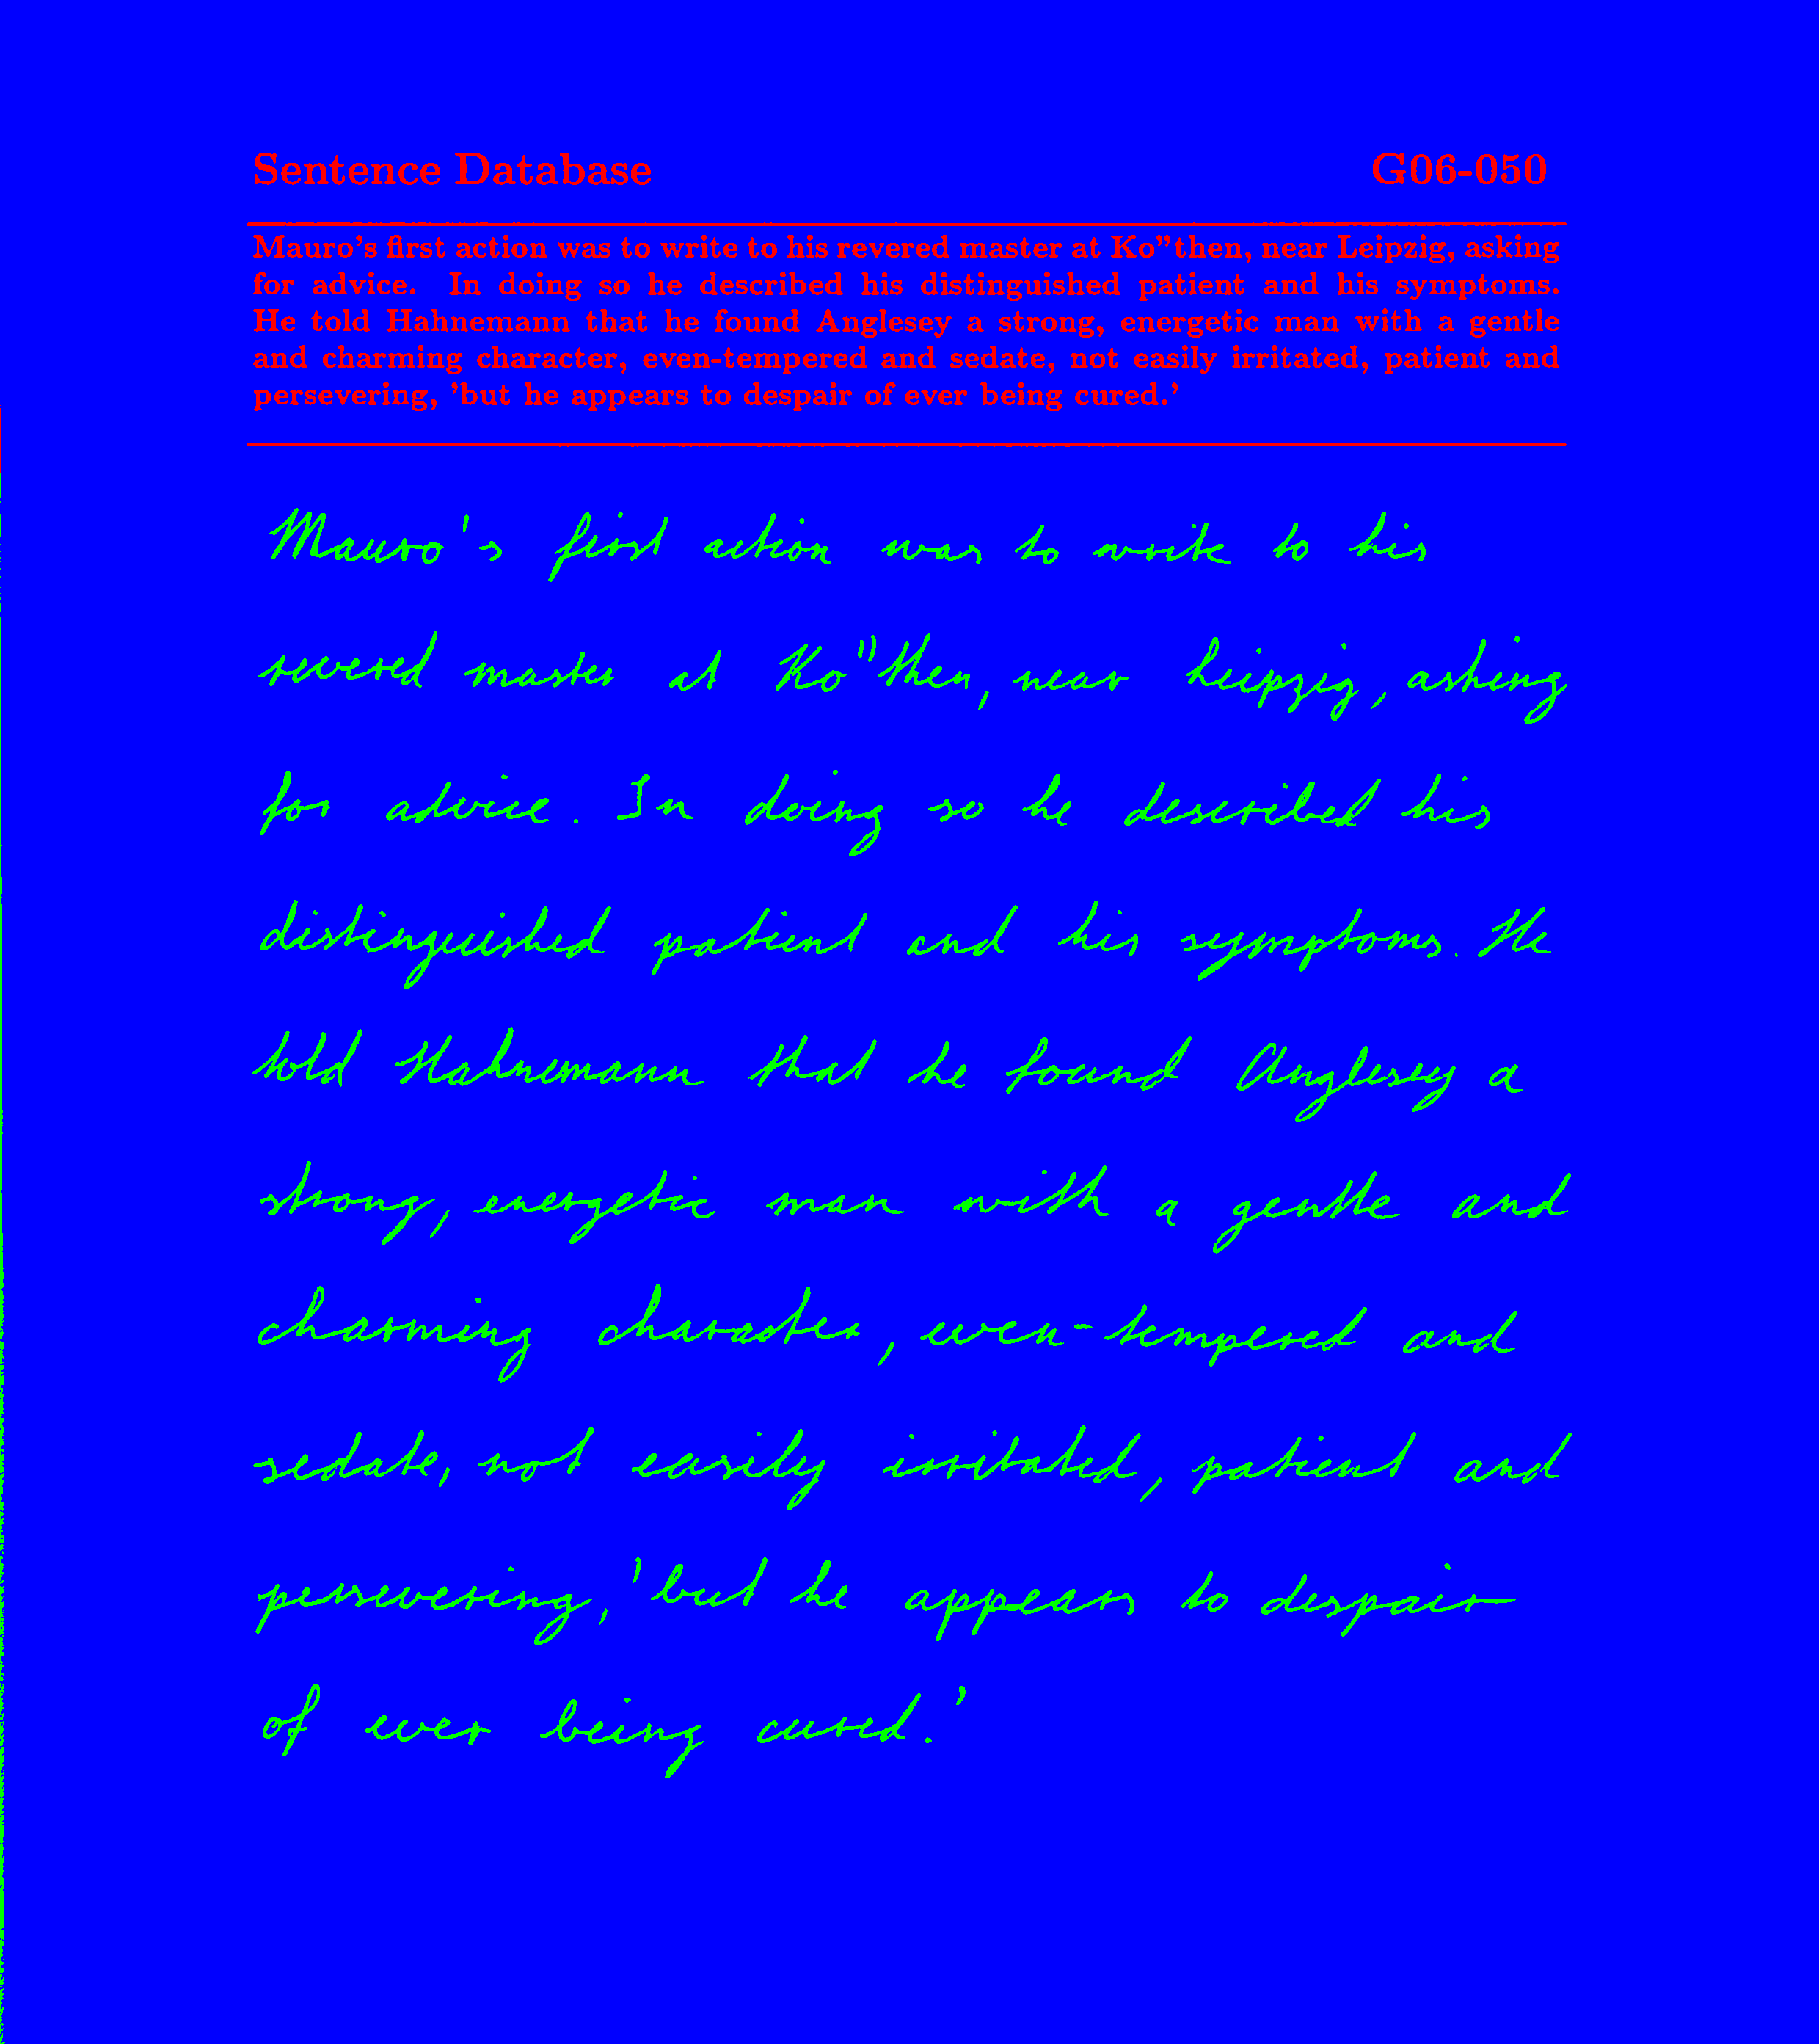 Sentence Database G06-050
Mauro's first action was to write to his revered master at Ko"then, near Leipzig, asking
for advice. In doing so he described his distinguished patient and his symptoms.
He told Hahnemann that he found Anglesey a strong, energetic man with a gentle
and charming character, even-tempered and sedate, not easily irritated, patient and
persevering, 'but he appears to despair of ever being cured.'
Mauro's first action was to write to his
revered master at Ko"then, near Leipzig, asking
for advice. In doing so he described his
distinguished patient and his symptoms. He
told Hahnemann that he found Anglesey a
strong, energetic man with a gentle and
charming character, even-tempered and
sedate, not easily irritated, patient and
persevering, 'but he appears to despair
of ever being cured.'